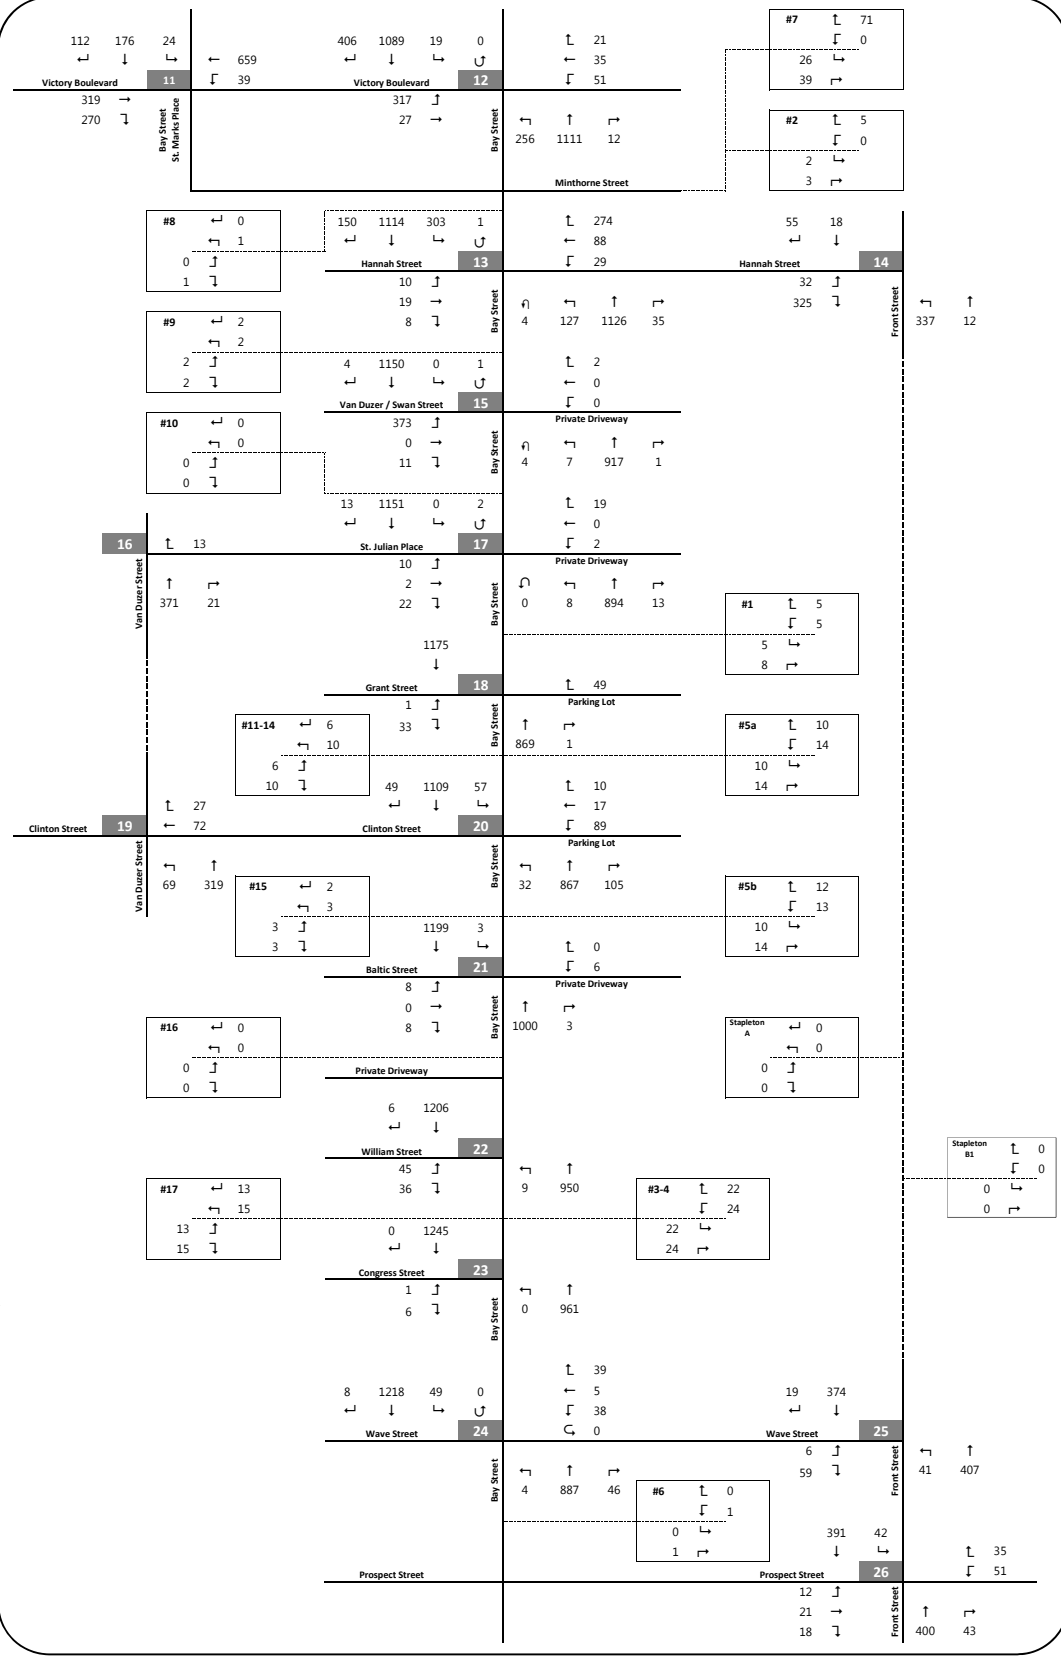 #7 71
112 176 24 406 1089 19 0 21 0
659 35 26
Victory Boulevard 11 39 Victory Boulevard 12 51 39
319 317
270 Bay Street St. Marks Place 27 Bay Street #2 5
256 1111 12 0
2
Minthorne Street 3
#8 0 150 1114 303 1 274 55 18
1 88
0 Hannah Street 13 29 Hannah Street 14
1 10 32
19 Bay Street 325 Front Street
#9 2 8 4 127 1126 35 337 12
2
2 4 1150 0 1 2
2 0
Van Duzer / Swan Street 15 0
#10 0 373 Private Driveway
0 0 Bay Street
0 11 4 7 917 1
0
13 1151 0 2 19
0
16 13 St. Julian Place 17 2
10 Private Driveway
Van Duzer Street 2 Bay Street
371 21 22 0 8 894 13 #1 5
5
1175 5
8
Grant Street 18 49
1 Parking Lot
#11-14 6 33 Bay Street #5a 10
10 869 1 14
6 10
10 49 1109 57 10 14
27 17
Clinton Street 19 72 Clinton Street 20 89
Parking Lot
Van Duzer Street Bay Street
69 319 #15 2 32 867 105 #5b 12
3 13
3 1199 3 10
3 0 14
Baltic Street 21 6
8 Private Driveway
0 Bay Street
#16 0 8 1000 3 Stapleton A 0
0 0
0 0
0 Private Driveway 0
6 1206
William Street 22 Stapleton B1 0
45 0
#17 13 36 9 950 #3-4 22 0
15 24 0
13 0 1245 22
15 24
Congress Street 23
1
6 Bay Street 0 961
39
8 1218 49 0 5 19 374
38
Wave Street 24 0 Wave Street 25
6
Bay Street 59 Front Street 41 407
4 887 46 #6 0
1
0 391 42
1 35
Prospect Street Prospect Street 26 51
12
21 Front Street
18 400 43